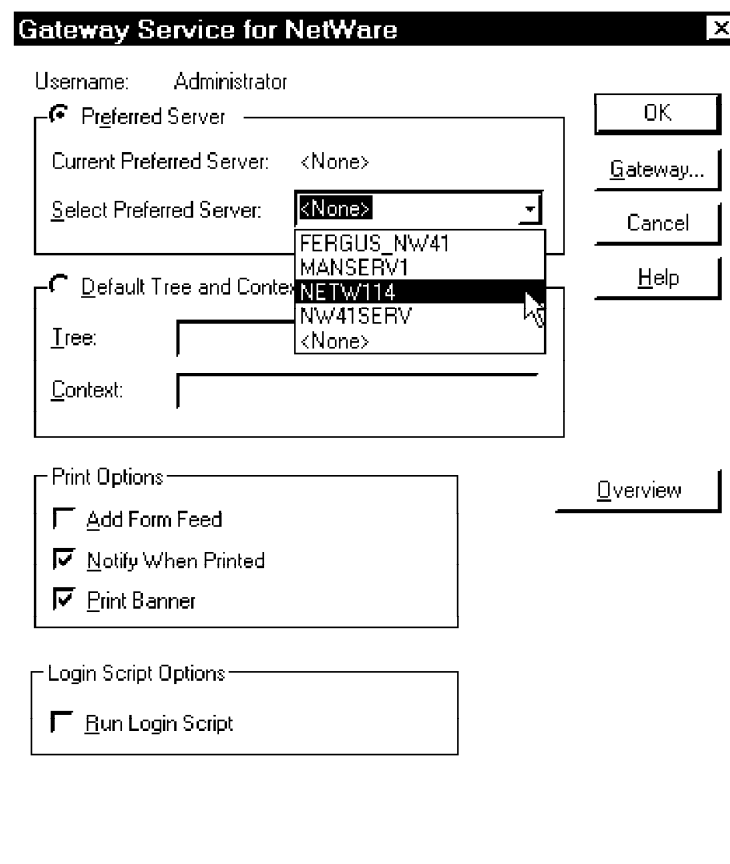 Gateway Service for NetWare
Username: Administrator
Preferred Server
OK
Current Preferred Server: <None>
Gateway...
Select Preferred Server: <None>
Cancel
FERGUS_NW41
MANSERV1
Help
Default Tree and Contex
NETW114
NW41SERV
Tree:
<None>
Context:
Print Options
Overview
Add Form Feed
Notify When Printed
Print Banner
Login Script Options
Run Login Script